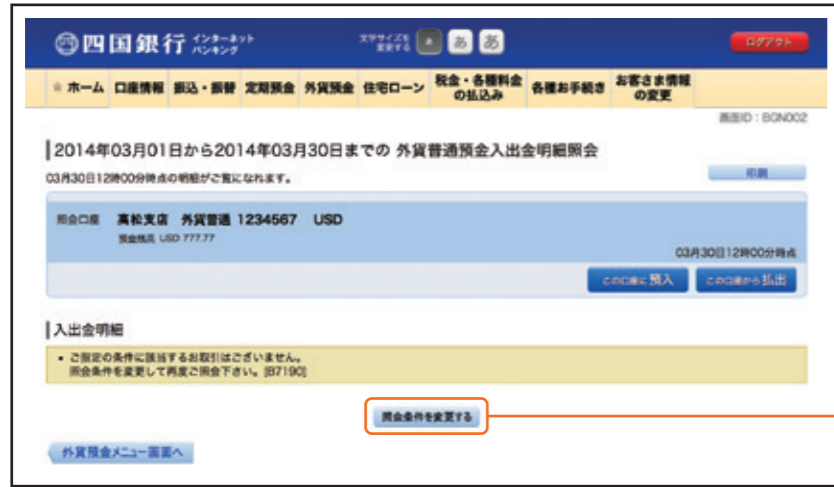 四国銀行 インターネットバンキング
文字サイズを変更する あ あ あ
ログアウト
ホーム 口座情報 振込・振替 定期預金 外貨預金 住宅ローン 税金・各種料金の払込み 各種お手続き お客さま情報の変更
画面ID:BGN002
2014年03月01日から2014年03月30日までの 外貨普通預金入出金明細照会
03月30日12時00分時点の明細がご覧になれます。
印刷
照会口座 高松支店 外貨普通 1234567 USD
預金残高 USD 777.77
03月30日12時00分時点
この口座に預入 この口座から払出
入出金明細
・ ご指定の条件に該当するお取引はございません。
照会条件を変更して再度ご照会下さい。[B7190]
照会条件を変更する
外貨預金メニュー画面へ